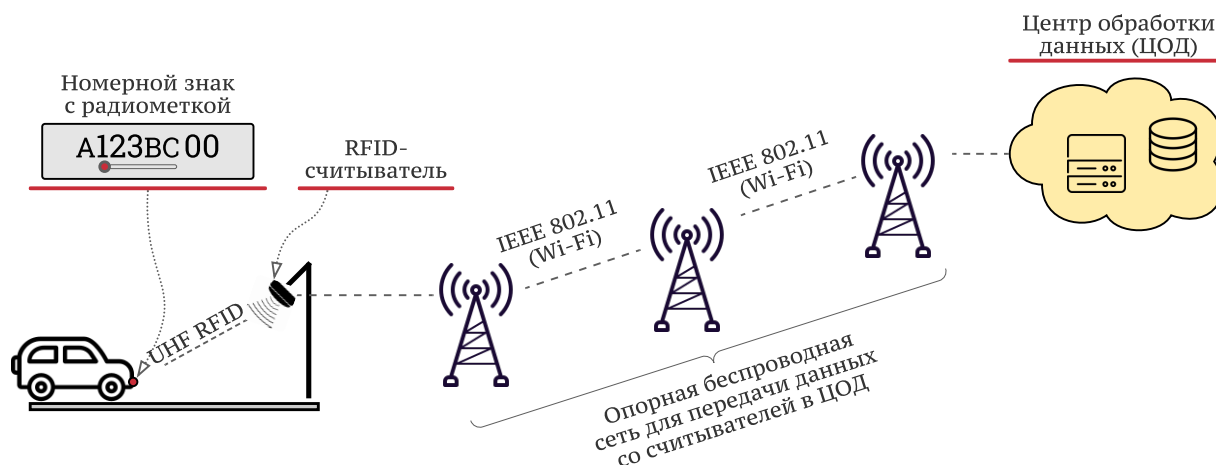 Центр обработки
данных (ЦОД)
Номерной знак
с радиометкой
А123ВС 00
RFID-
считыватель
UHF RFID
IEEE 802.11
(Wi-Fi)
IEEE 802.11
(Wi-Fi)
Опорная беспроводная
сеть для передачи данных
со считывателей в ЦОД